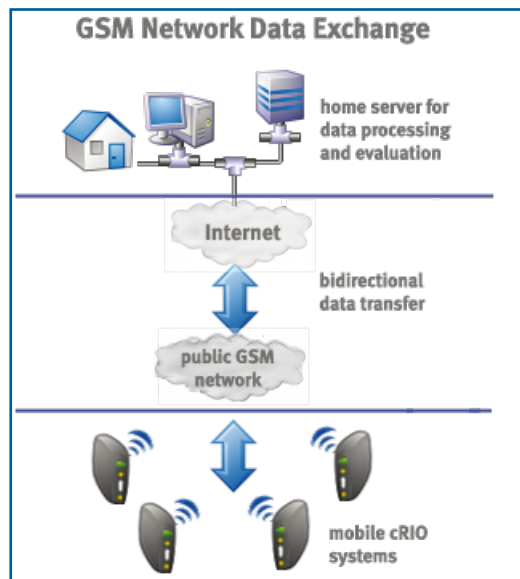 GSM Network Data Exchange
home server for
data processing
and evaluation
Internet
bidirectional
data transfer
public GSM
network
mobile cRIO
systems